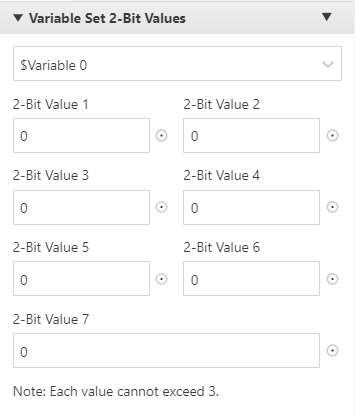 Variable Set 2-Bit Values
$Variable 0
2-Bit Value 1 2-Bit Value 2
0 0
2-Bit Value 3 2-Bit Value 4
0 0
2-Bit Value 5 2-Bit Value 6
0 0
2-Bit Value 7
0
Note: Each value cannot exceed 3.